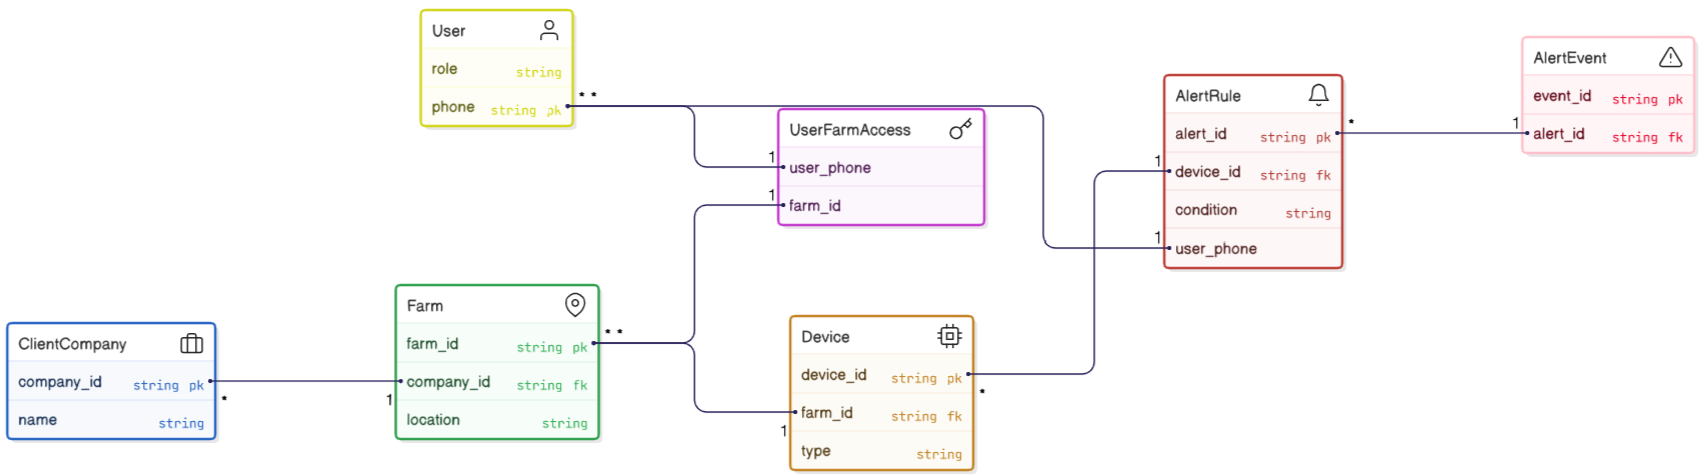 User
role string
phone string pk
* *
UserFarmAccess
1 user_phone
1 farm_id
AlertRule
alert_id string pk
*
1 device_id string fk
condition string
1 user_phone
AlertEvent
event_id string pk
1 alert_id string fk
ClientCompany
company_id string pk
*
name string
Farm
farm_id string pk
* *
company_id string fk
1
location string
Device
device_id string pk
*
farm_id string fk
1
type string